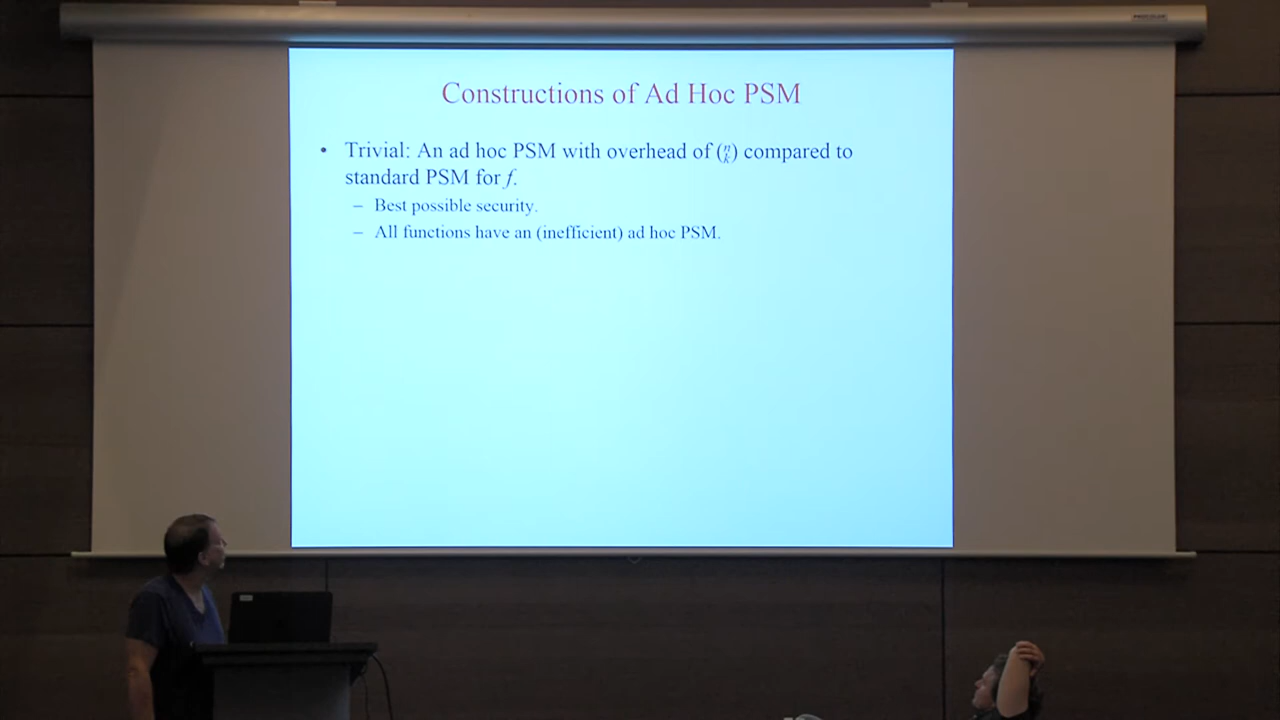 Constructions of Ad Hoc PSM
• Trivial: An ad hoc PSM with overhead of (n k) compared to
standard PSM for f.
– Best possible security.
– All functions have an (inefficient) ad hoc PSM.